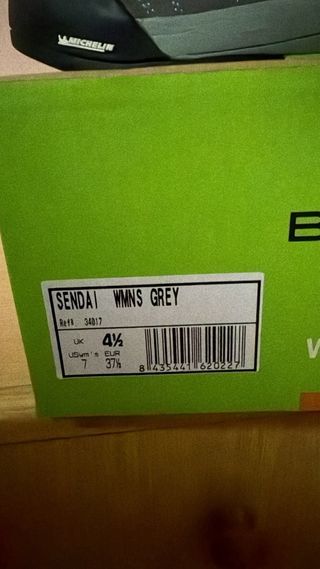 MICHELIN
B
SENDAI WMNS GREY
Ref# 34017
UK 4½
USwm's EUR
7 37½
8 435441 620227
W